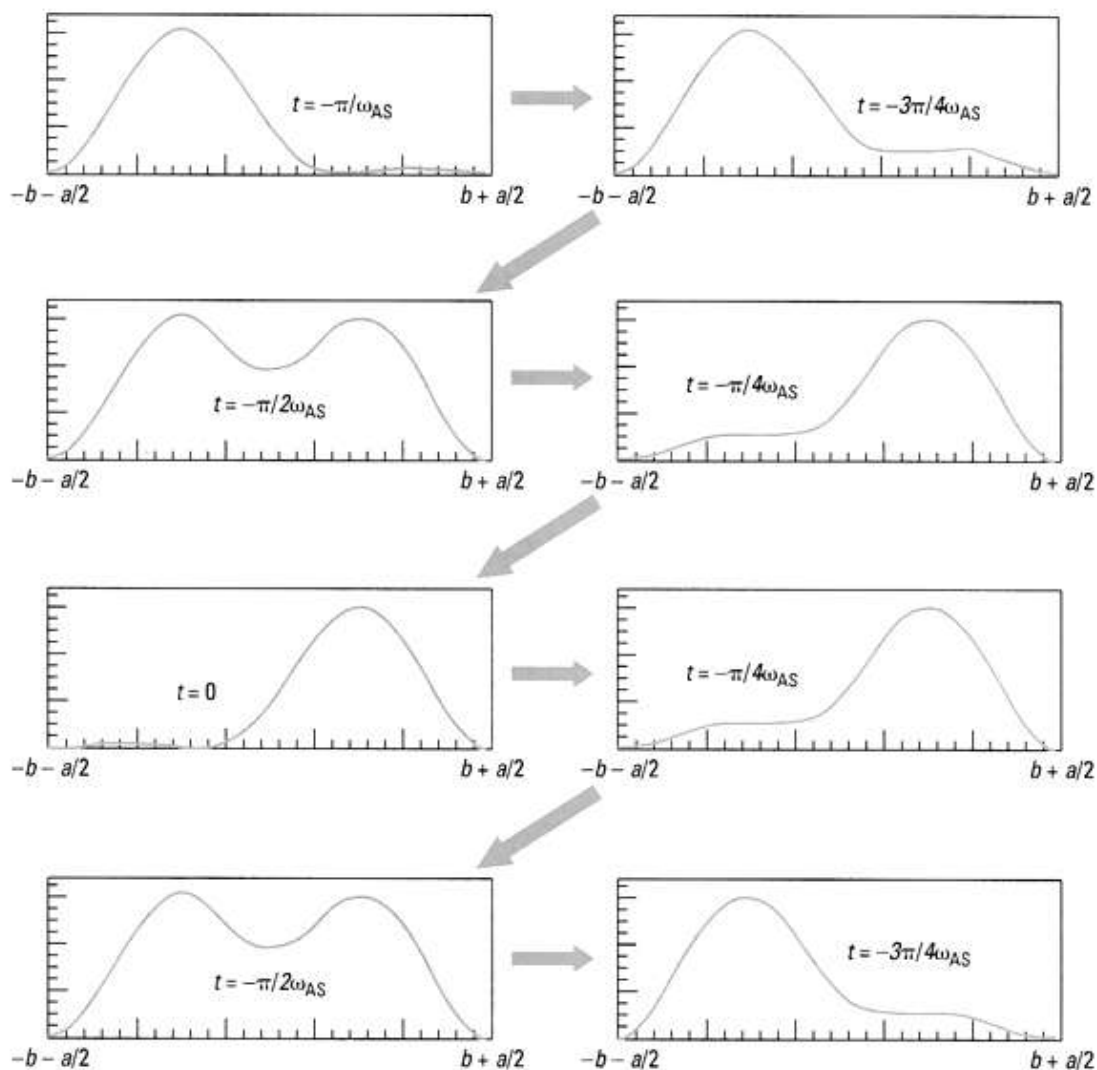 t = −π/ω_AS
−b − a/2 b + a/2
t = −3π/4ω_AS
−b − a/2 b + a/2
t = −π/2ω_AS
−b − a/2 b + a/2
t = −π/4ω_AS
−b − a/2 b + a/2
t = 0
−b − a/2 b + a/2
t = −π/4ω_AS
−b − a/2 b + a/2
t = −π/2ω_AS
−b − a/2 b + a/2
t = −3π/4ω_AS
−b − a/2 b + a/2